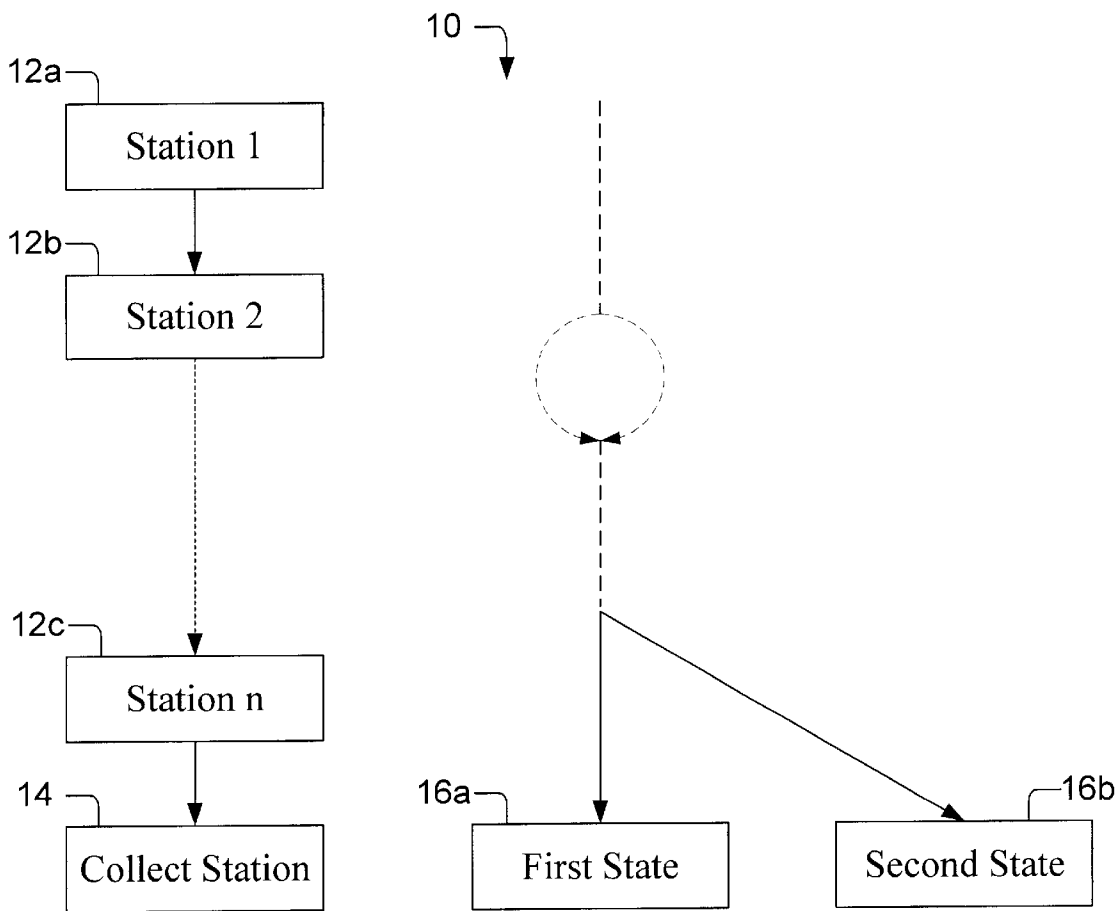 10
12a
Station 1
12b
Station 2
12c
Station n
14
Collect Station
16a
First State
16b
Second State